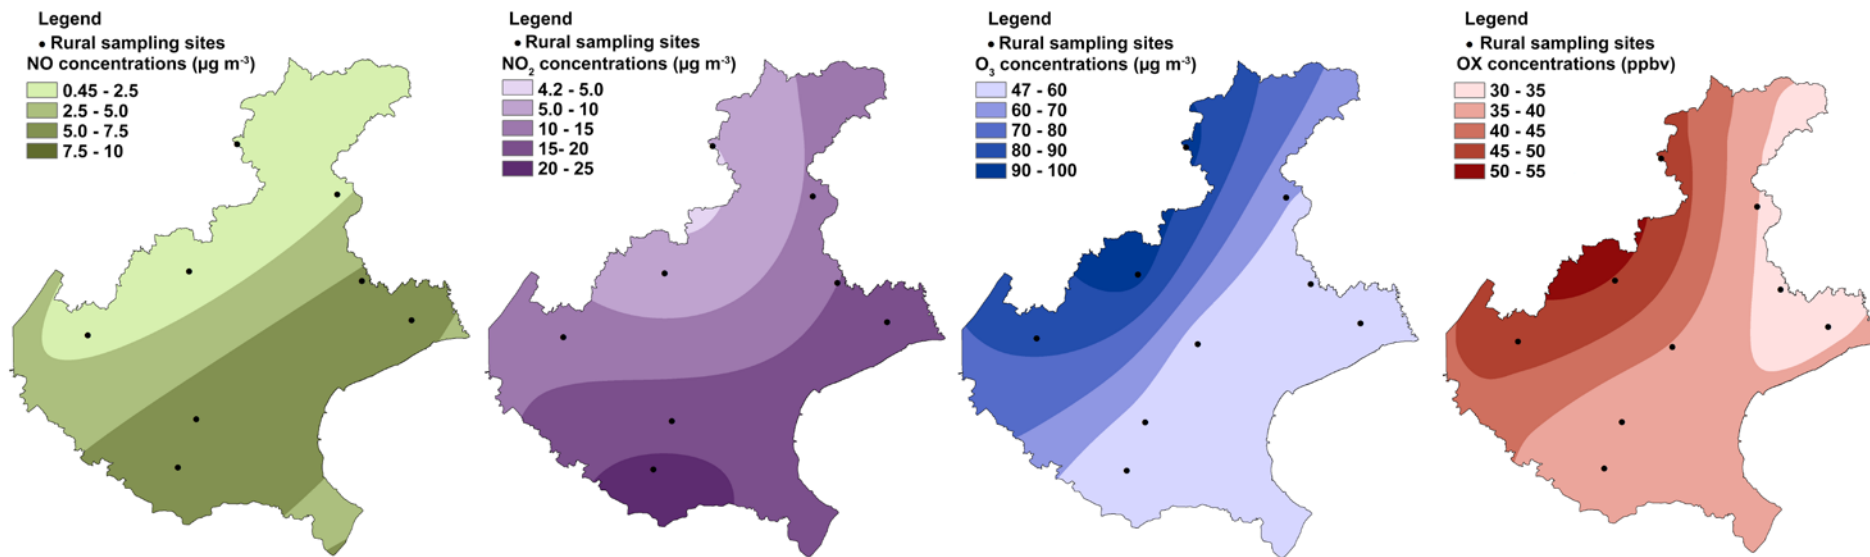 Legend
• Rural sampling sites
NO concentrations (µg m⁻³)
0.45 - 2.5
2.5 - 5.0
5.0 - 7.5
7.5 - 10
Legend
• Rural sampling sites
NO₂ concentrations (µg m⁻³)
4.2 - 5.0
5.0 - 10
10 - 15
15- 20
20 - 25
Legend
• Rural sampling sites
O₃ concentrations (µg m⁻³)
47 - 60
60 - 70
70 - 80
80 - 90
90 - 100
Legend
• Rural sampling sites
OX concentrations (ppbv)
30 - 35
35 - 40
40 - 45
45 - 50
50 - 55